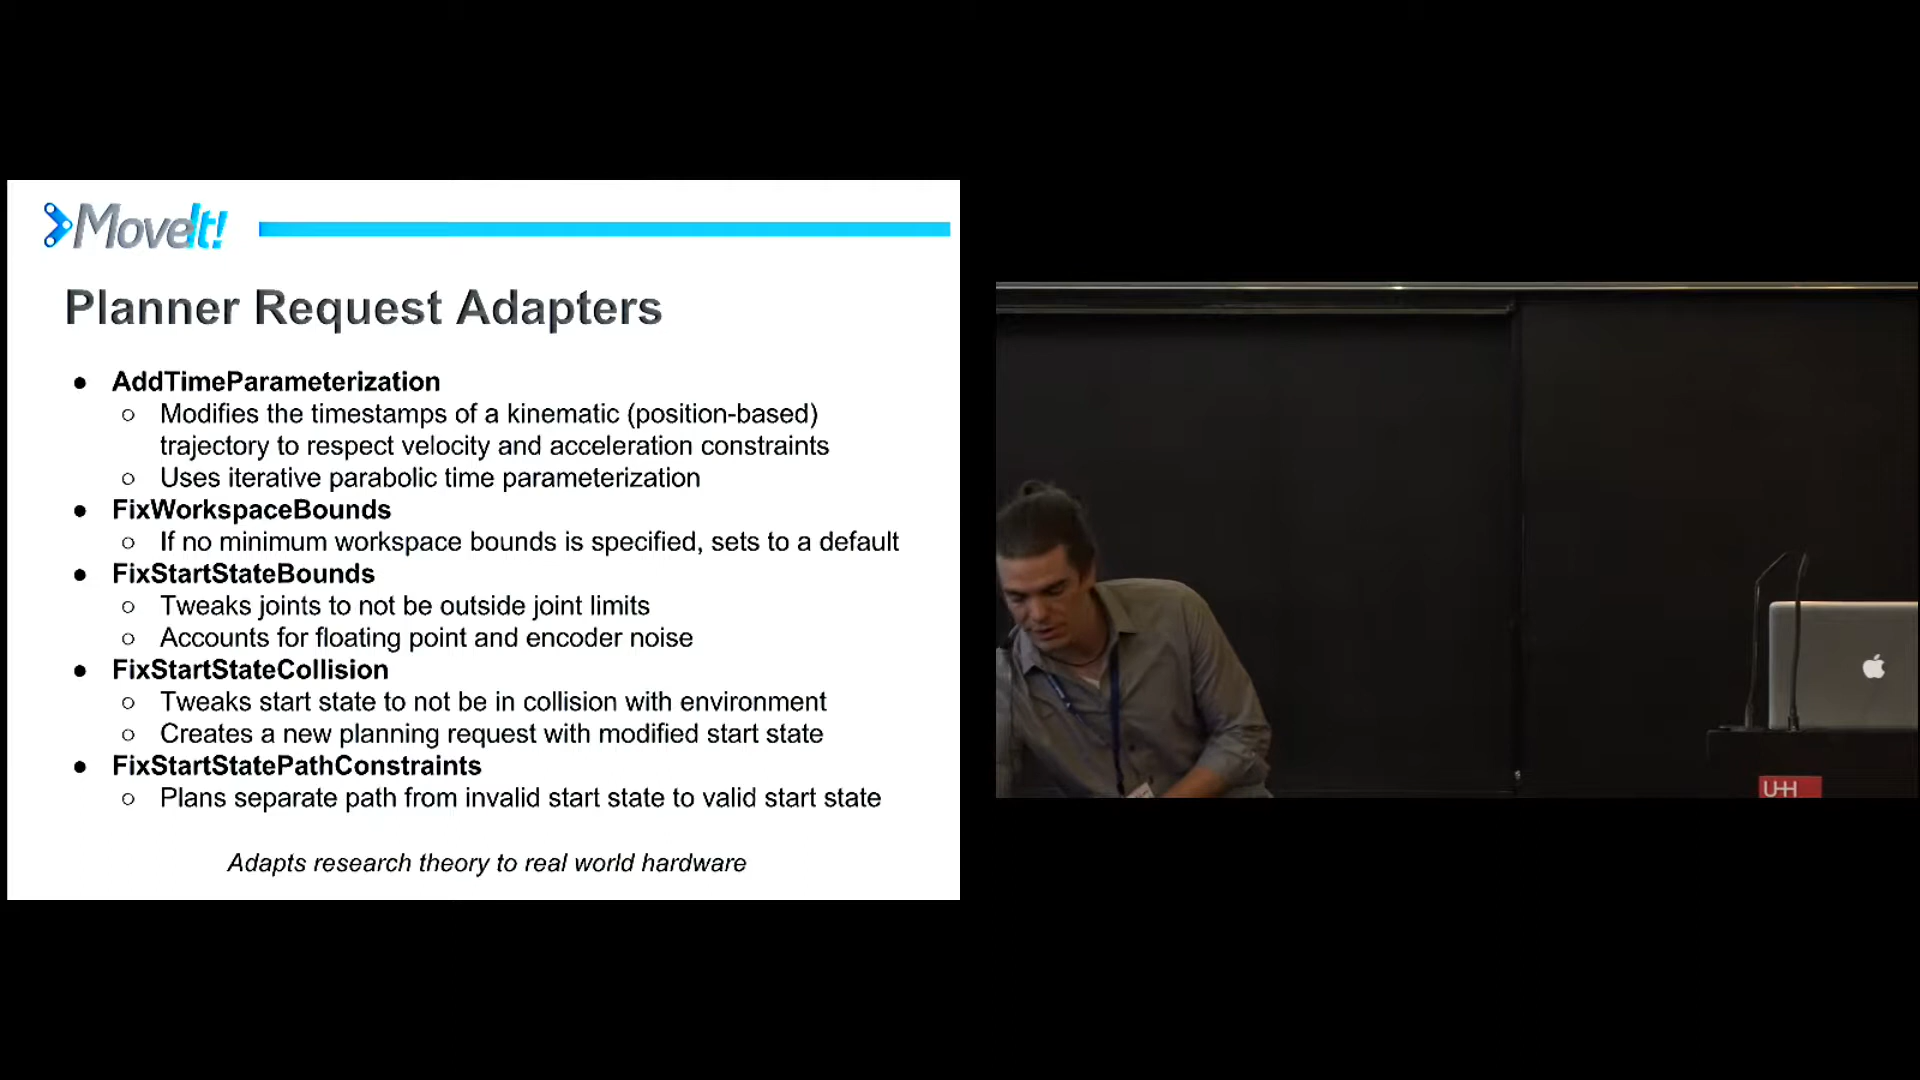 MoveIt!
Planner Request Adapters
● AddTimeParameterization
○ Modifies the timestamps of a kinematic (position-based)
trajectory to respect velocity and acceleration constraints
○ Uses iterative parabolic time parameterization
● FixWorkspaceBounds
○ If no minimum workspace bounds is specified, sets to a default
● FixStartStateBounds
○ Tweaks joints to not be outside joint limits
○ Accounts for floating point and encoder noise
● FixStartStateCollision
○ Tweaks start state to not be in collision with environment
○ Creates a new planning request with modified start state
● FixStartStatePathConstraints
○ Plans separate path from invalid start state to valid start state
Adapts research theory to real world hardware
UHH